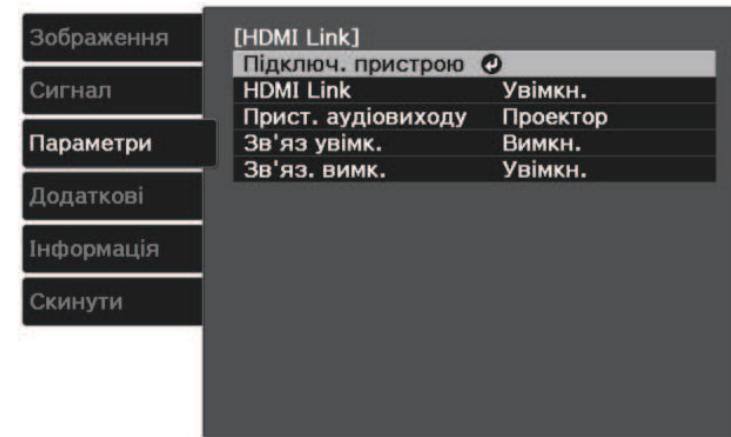 Зображення
Сигнал
Параметри
Додаткові
Інформація
Скинути
[HDMI Link]
Підключ. пристрою
HDMI Link Увімкн.
Прист. аудіовиходу Проектор
Зв'яз увімк. Вимкн.
Зв'яз. вимк. Увімкн.